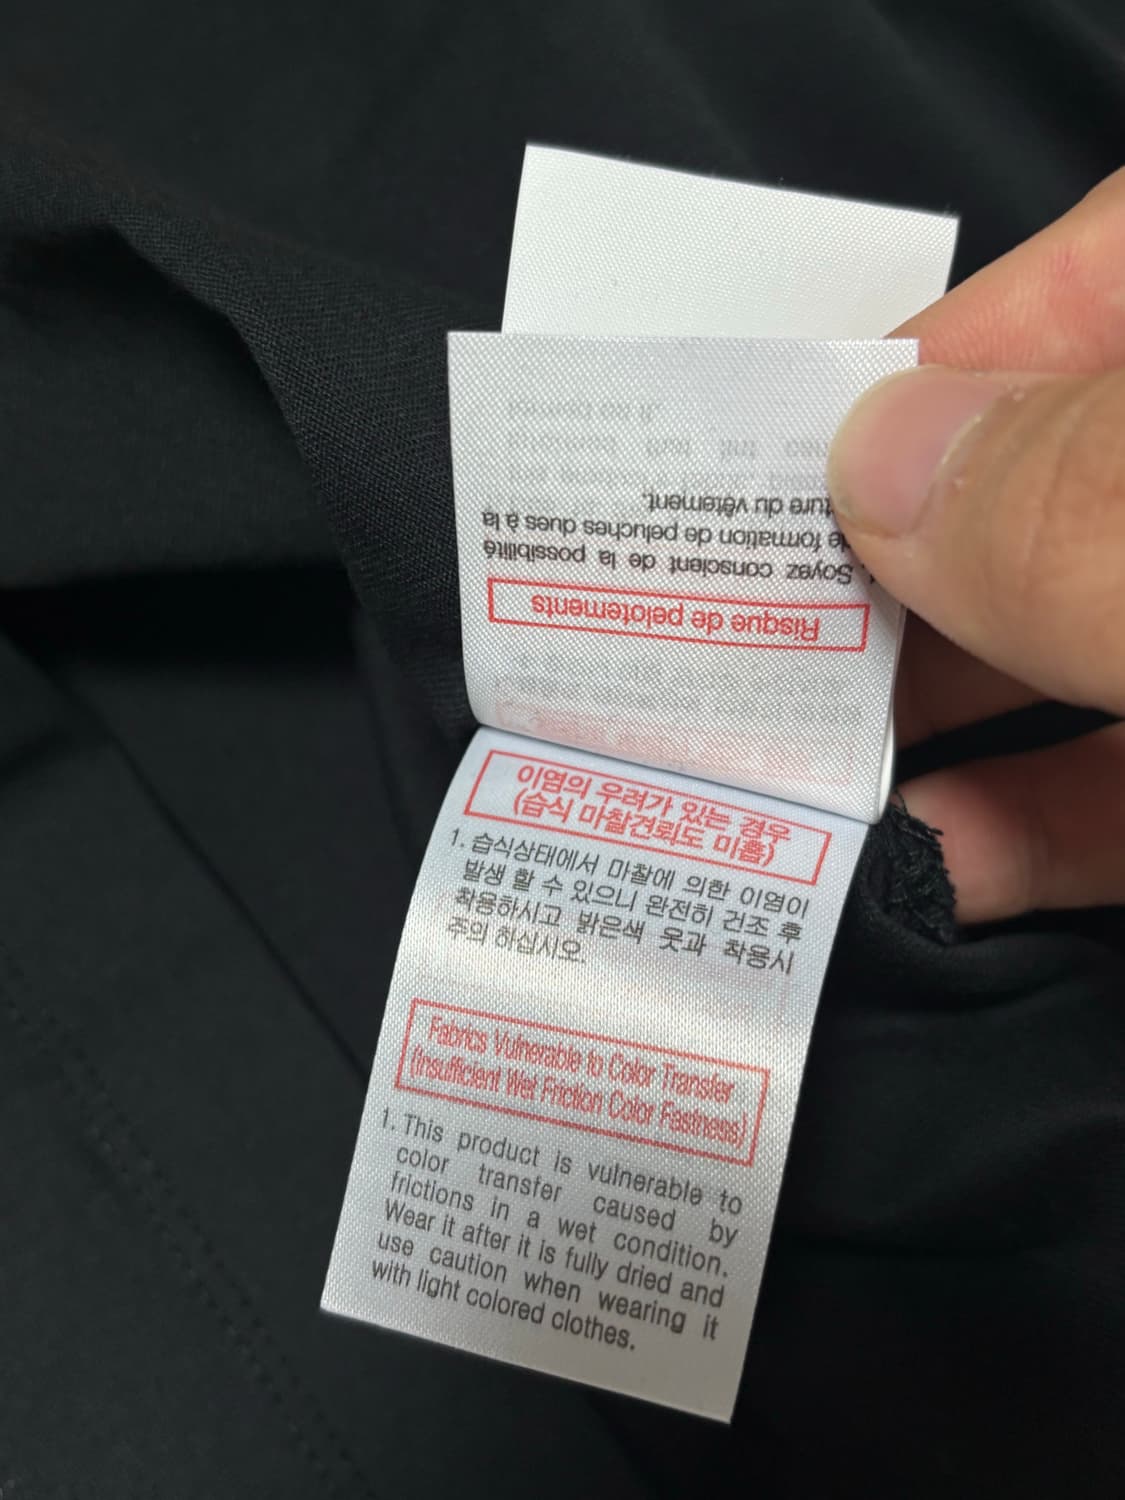 Risque de pelotements
1. Soyez conscient de la possibilité
de formation de peluches dues à la
du vêtement.
이염의 우려가 있는 경우
(습식 마찰견뢰도 미흡)
1. 습식상태에서 마찰에 의한 이염이
발생 할 수 있으니 완전히 건조 후
착용하시고 밝은색 옷과 착용시
주의 하십시오.
Fabrics Vulnerable to Color Transfer
(Insufficient Wet Friction Color Fastness)
1. This product is vulnerable to
color transfer caused by
frictions in a wet condition.
Wear it after it is fully dried and
use caution when wearing it
with light colored clothes.